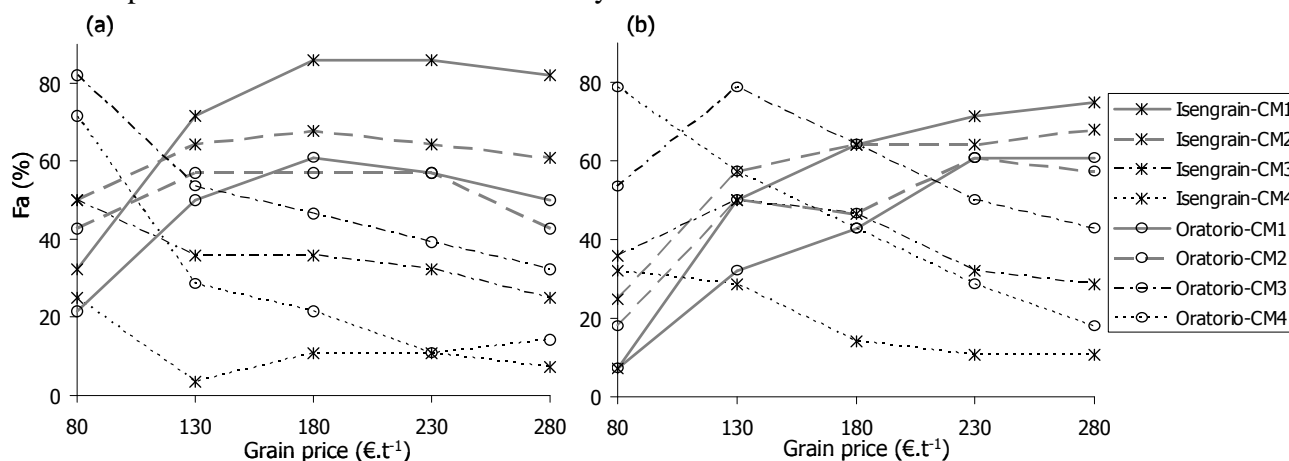 (a)
(b)
Fa (%)
80
60
40
20
0
80
60
40
20
0
80 130 180 230 280
80 130 180 230 280
Grain price (€.t⁻¹)
Grain price (€.t⁻¹)
Isengrain-CM1
Isengrain-CM2
Isengrain-CM3
Isengrain-CM4
Oratorio-CM1
Oratorio-CM2
Oratorio-CM3
Oratorio-CM4